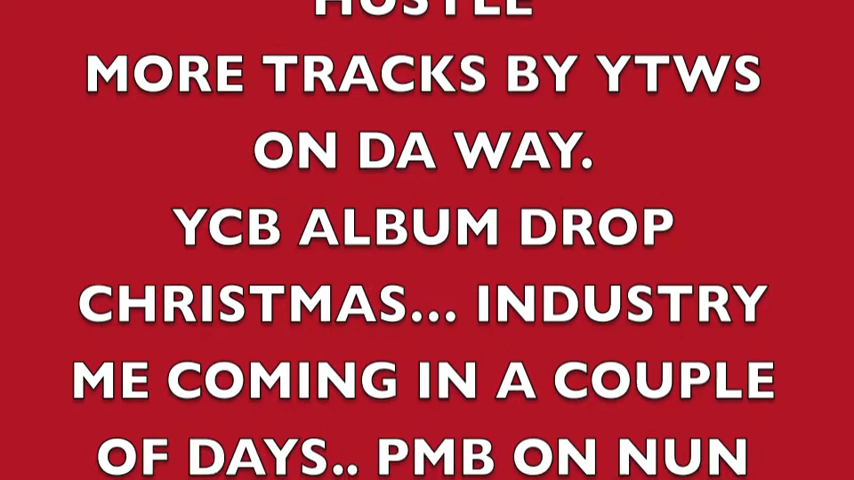 HUSTLE
MORE TRACKS BY YTWS
ON DA WAY.
YCB ALBUM DROP
CHRISTMAS... INDUSTRY
ME COMING IN A COUPLE
OF DAYS.. PMB ON NUN